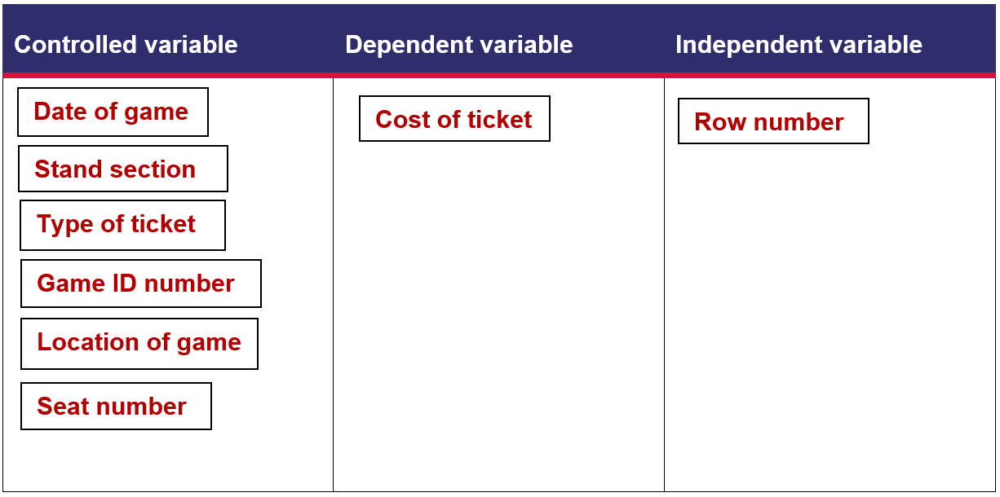 Controlled variable
Dependent variable
Independent variable
Date of game
Stand section
Type of ticket
Game ID number
Location of game
Seat number
Cost of ticket
Row number